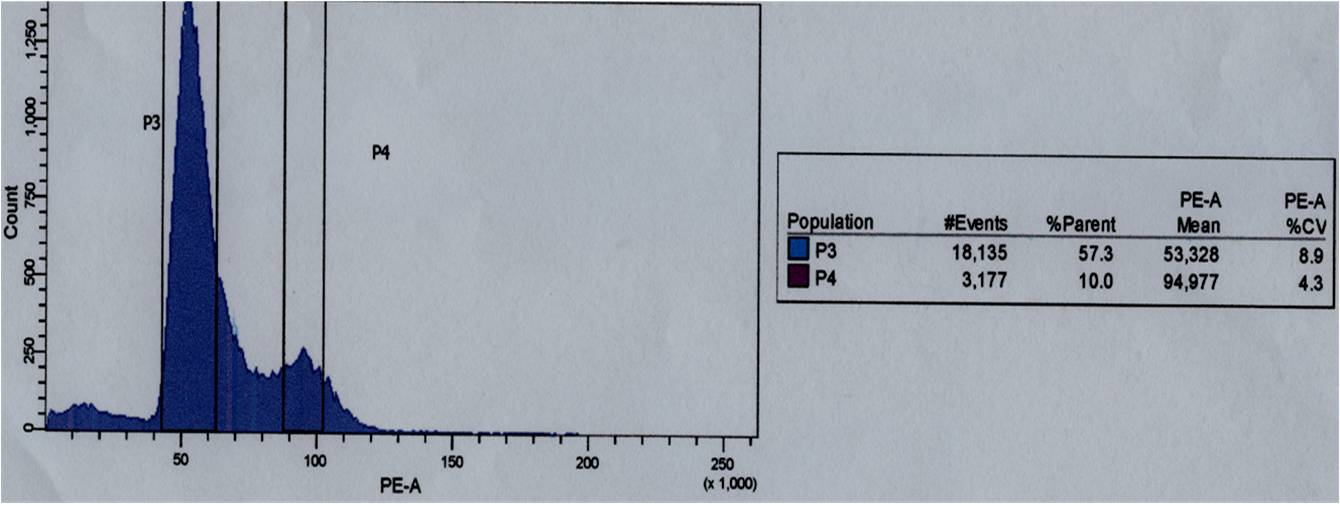 1,250
1,000
750
500
250
0
Count
P3
P4
50
100
150
200
250
(x 1,000)
PE-A
PE-A PE-A
Population #Events %Parent Mean %CV
P3 18,135 57.3 53,328 8.9
P4 3,177 10.0 94,977 4.3